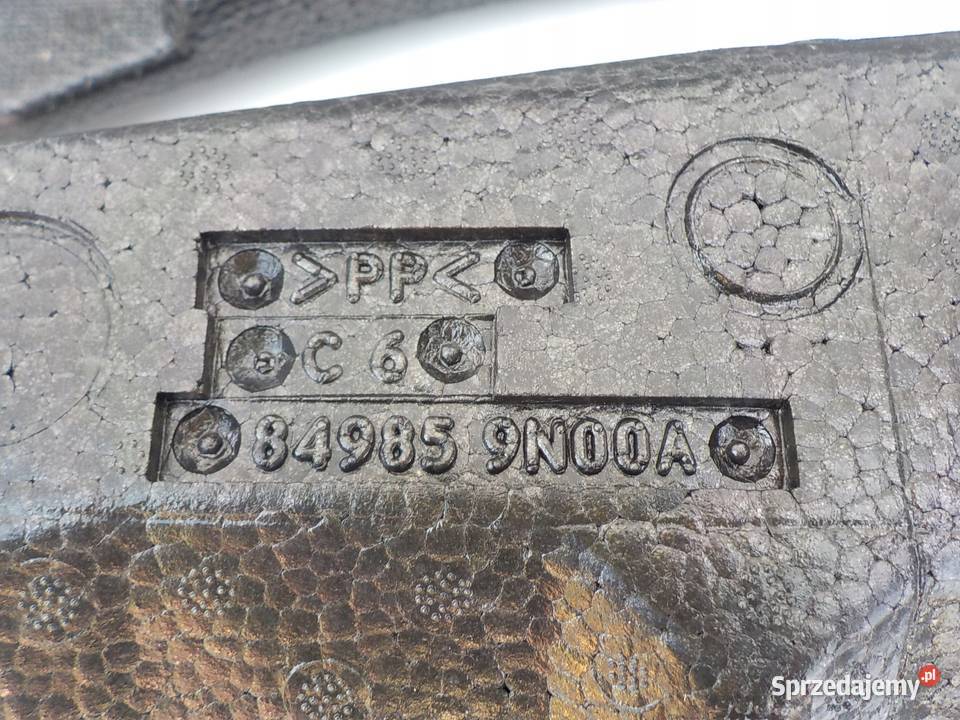 >PP<
C 6
84985 9N00A
Sprzedajemy.pl